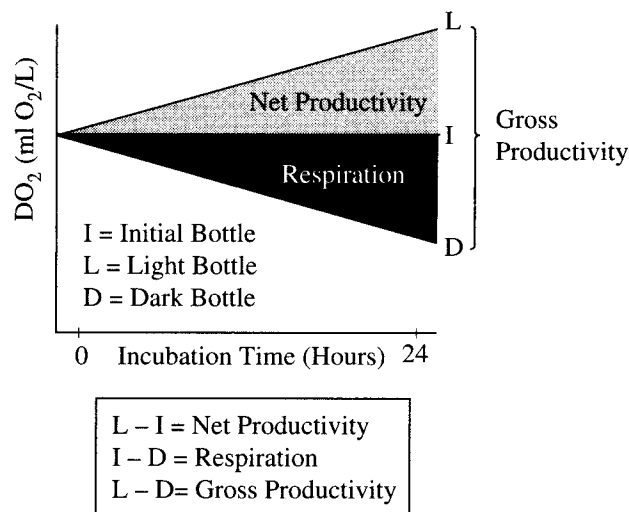 L
Net Productivity
I
Gross
Productivity
Respiration
D
DO₂ (ml O₂/L)
I = Initial Bottle
L = Light Bottle
D = Dark Bottle
0 Incubation Time (Hours) 24
L – I = Net Productivity
I – D = Respiration
L – D= Gross Productivity